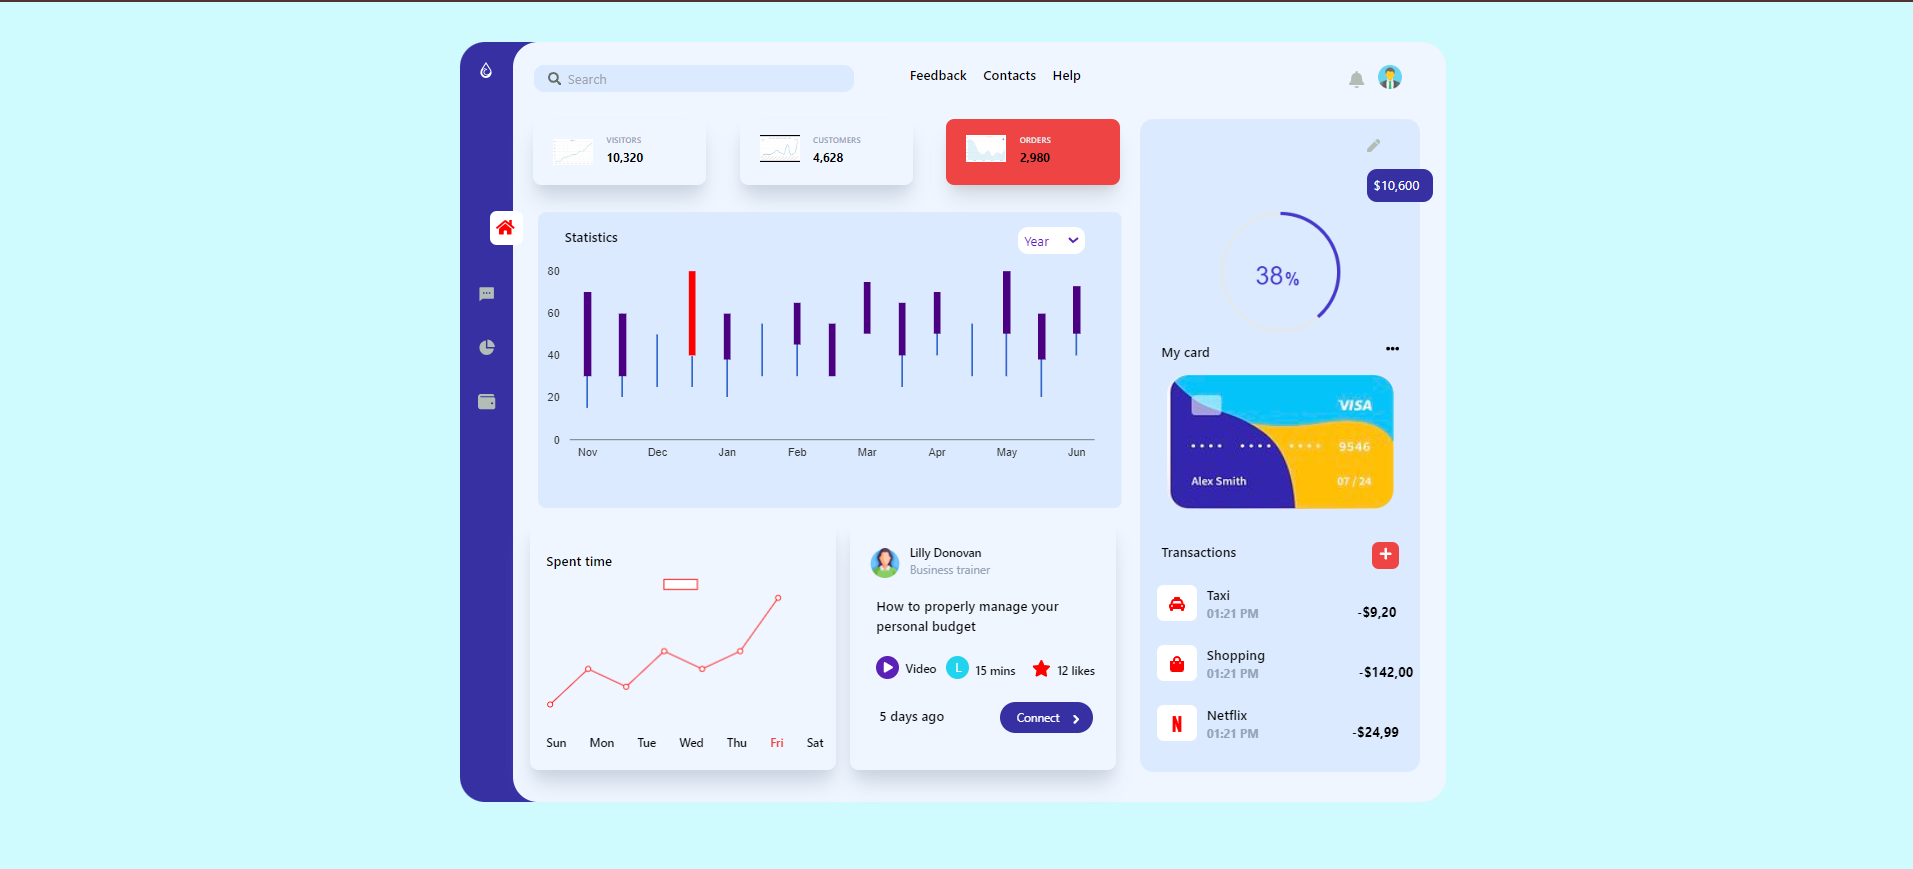 Search
Feedback Contacts Help
VISITORS
10,320
CUSTOMERS
4,628
ORDERS
2,980
$10,600
38%
Statistics
Year
80
60
40
20
0
Nov Dec Jan Feb Mar Apr May Jun
My card
VISA
9546
Alex Smith 07 / 24
Spent time
Sun Mon Tue Wed Thu Fri Sat
Lilly Donovan
Business trainer
How to properly manage your
personal budget
Video L 15 mins 12 likes
5 days ago Connect
Transactions
Taxi
01:21 PM
-$9,20
Shopping
01:21 PM
-$142,00
N
Netflix
01:21 PM
-$24,99